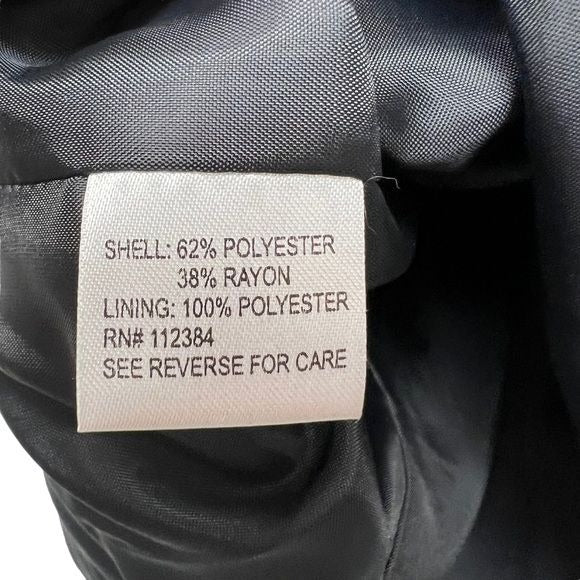 SHELL: 62% POLYESTER
38% RAYON
LINING: 100% POLYESTER
RN# 112384
SEE REVERSE FOR CARE